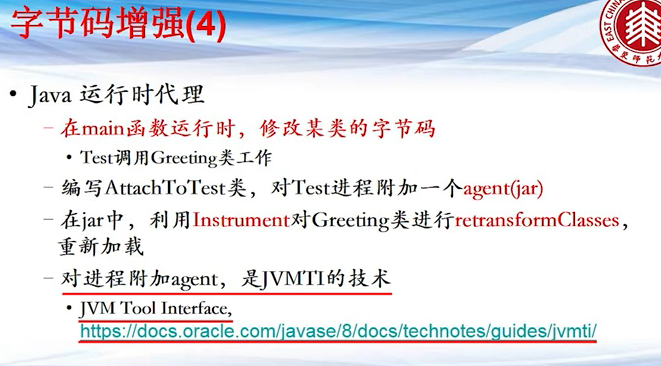 字节码增强(4)
EAST CHINA
• Java 运行时代理
– 在main函数运行时，修改某类的字节码
• Test调用Greeting类工作
– 编写AttachToTest类，对Test进程附加一个agent(jar)
– 在jar中，利用Instrument对Greeting类进行retransformClasses，
重新加载
– 对进程附加agent，是JVMTI的技术
• JVM Tool Interface,
https://docs.oracle.com/javase/8/docs/technotes/guides/jvmti/